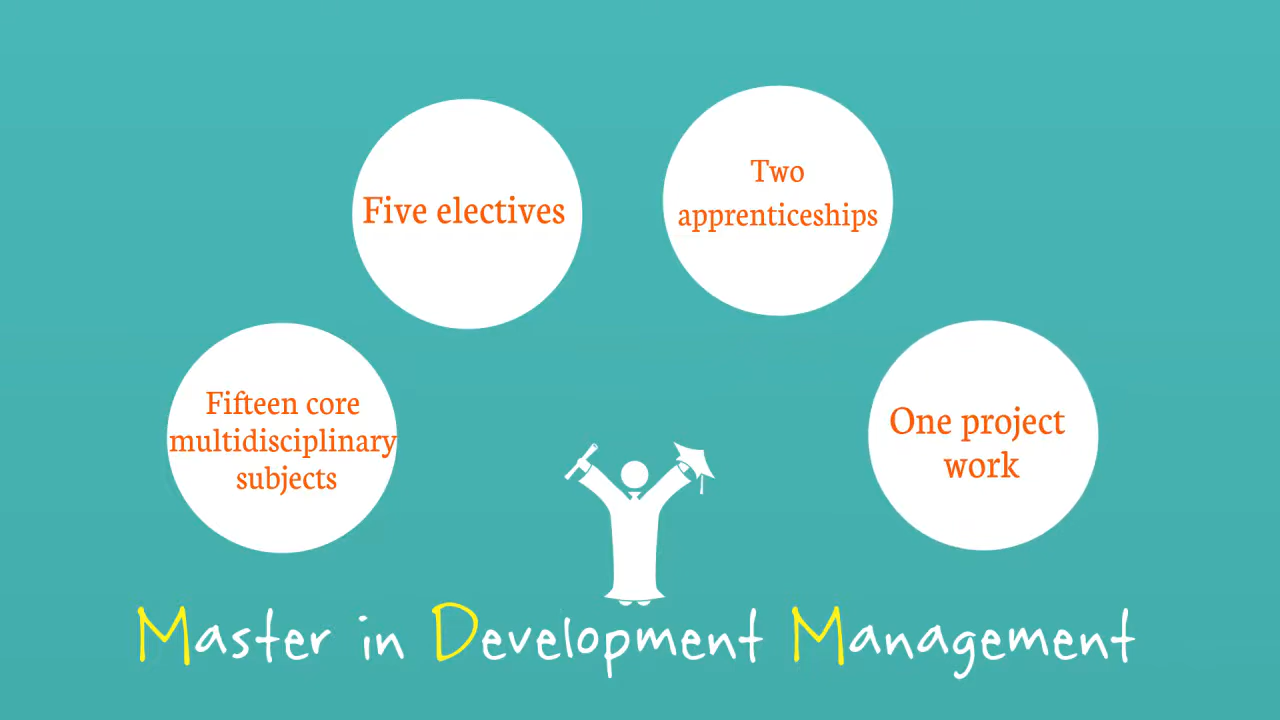 Five electives
Two
apprenticeships
Fifteen core
multidisciplinary
subjects
One project
work
Master in Development Management